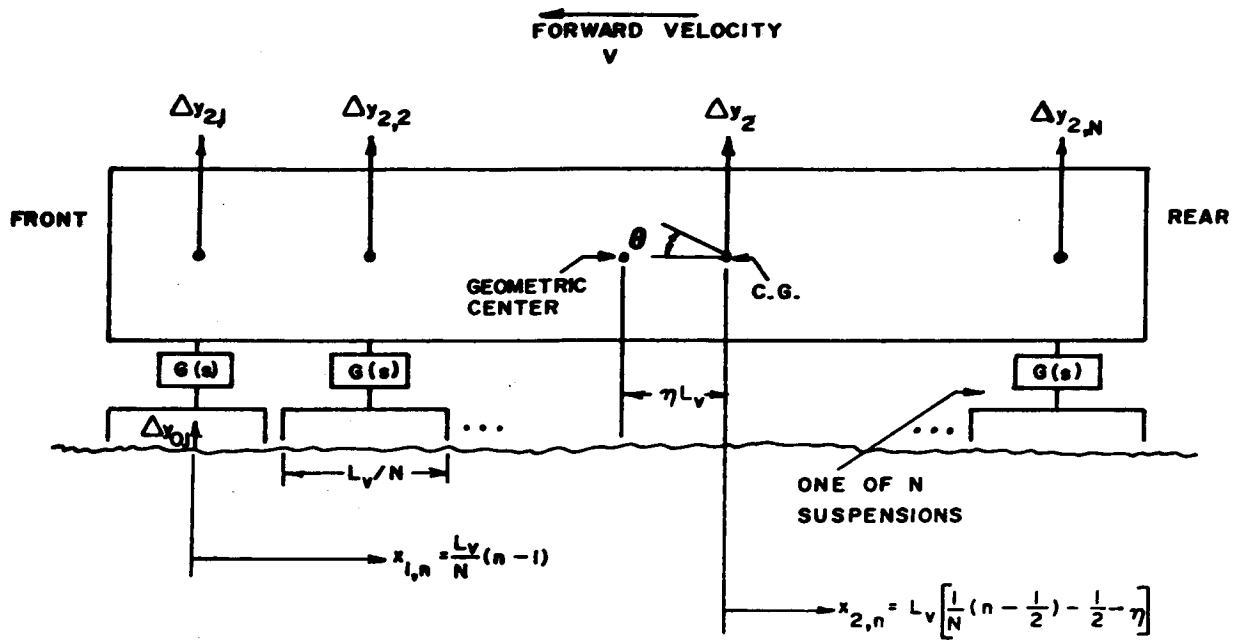 FORWARD VELOCITY
V
Δy2,1 Δy2,2 Δy2 Δy2,N
FRONT
REAR
θ
GEOMETRIC
CENTER
C.G.
G(s) G(s) G(s)
ηLv
Δy0,1 ... ...
Lv/N
ONE OF N
SUSPENSIONS
x1,n = Lv/N (n - 1)
x2,n = Lv [1/N (n - 1/2) - 1/2 - η]